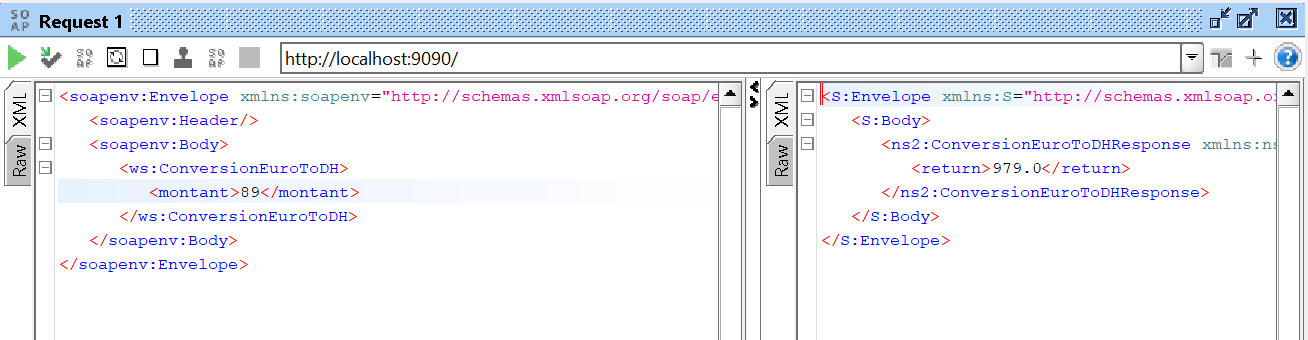 SO AP Request 1
SO AP SO AP http://localhost:9090/ ?
XML
Raw
<soapenv:Envelope xmlns:soapenv="http://schemas.xmlsoap.org/soap/e
<soapenv:Header/>
<soapenv:Body>
<ws:ConversionEuroToDH>
<montant>89</montant>
</ws:ConversionEuroToDH>
</soapenv:Body>
</soapenv:Envelope>
XML
Raw
<S:Envelope xmlns:S="http://schemas.xmlsoap.o
<S:Body>
<ns2:ConversionEuroToDHResponse xmlns:ns
<return>979.0</return>
</ns2:ConversionEuroToDHResponse>
</S:Body>
</S:Envelope>